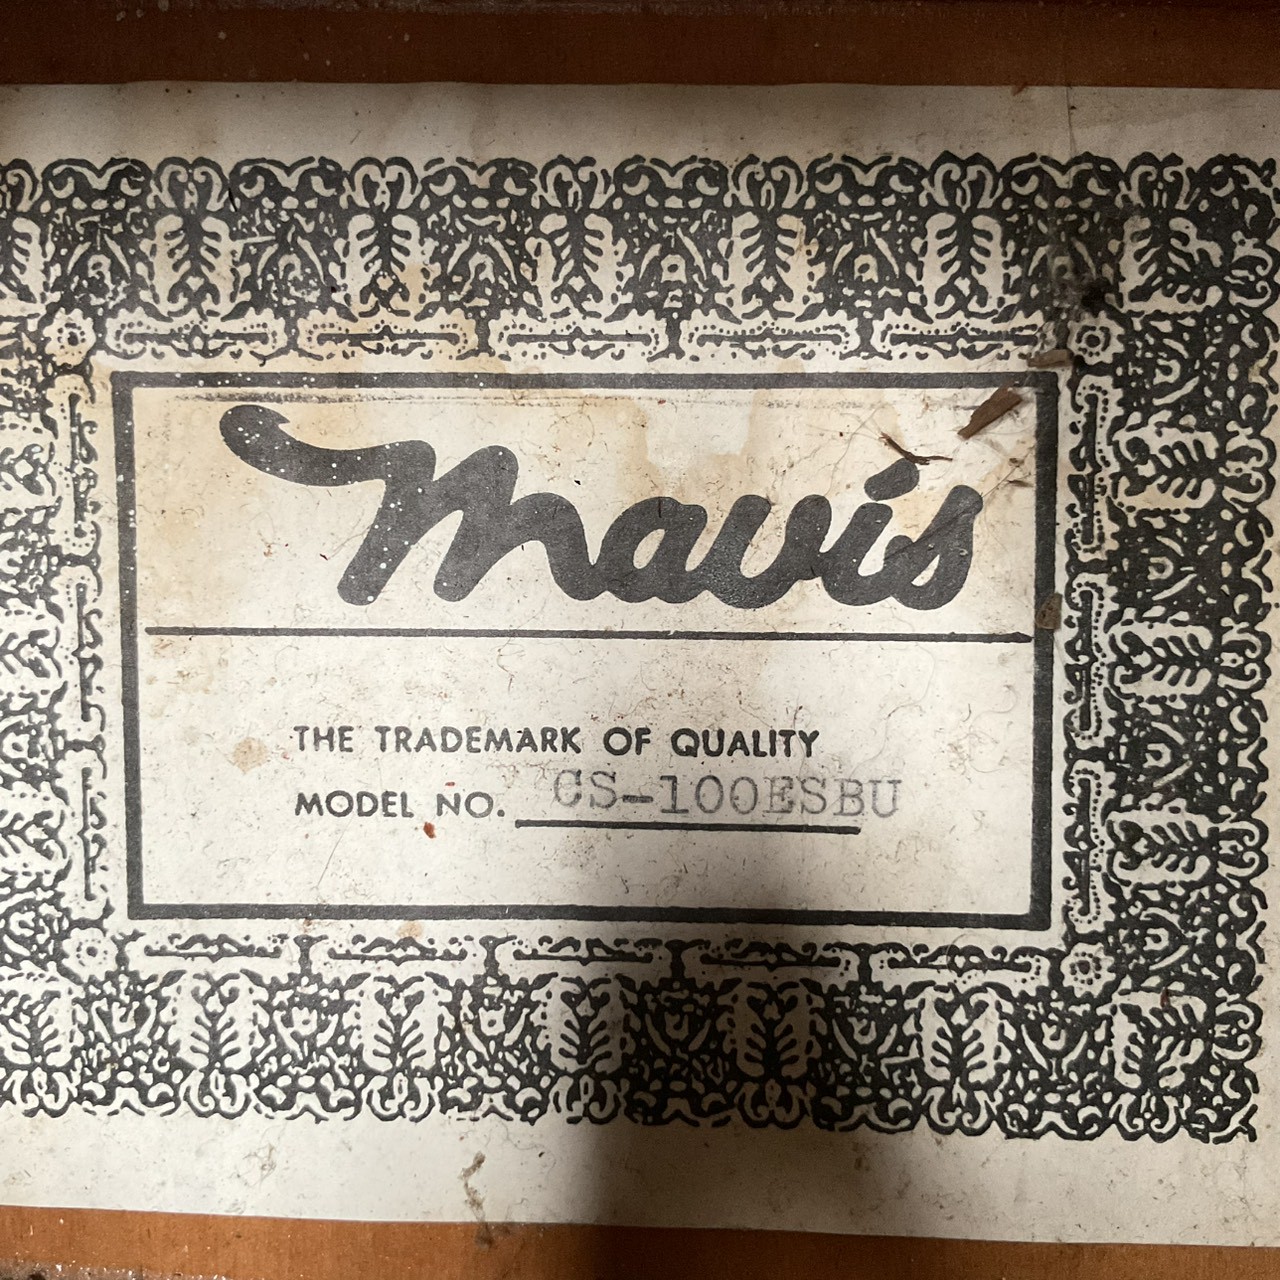 mavis
THE TRADEMARK OF QUALITY
MODEL NO. CS-100ESBU